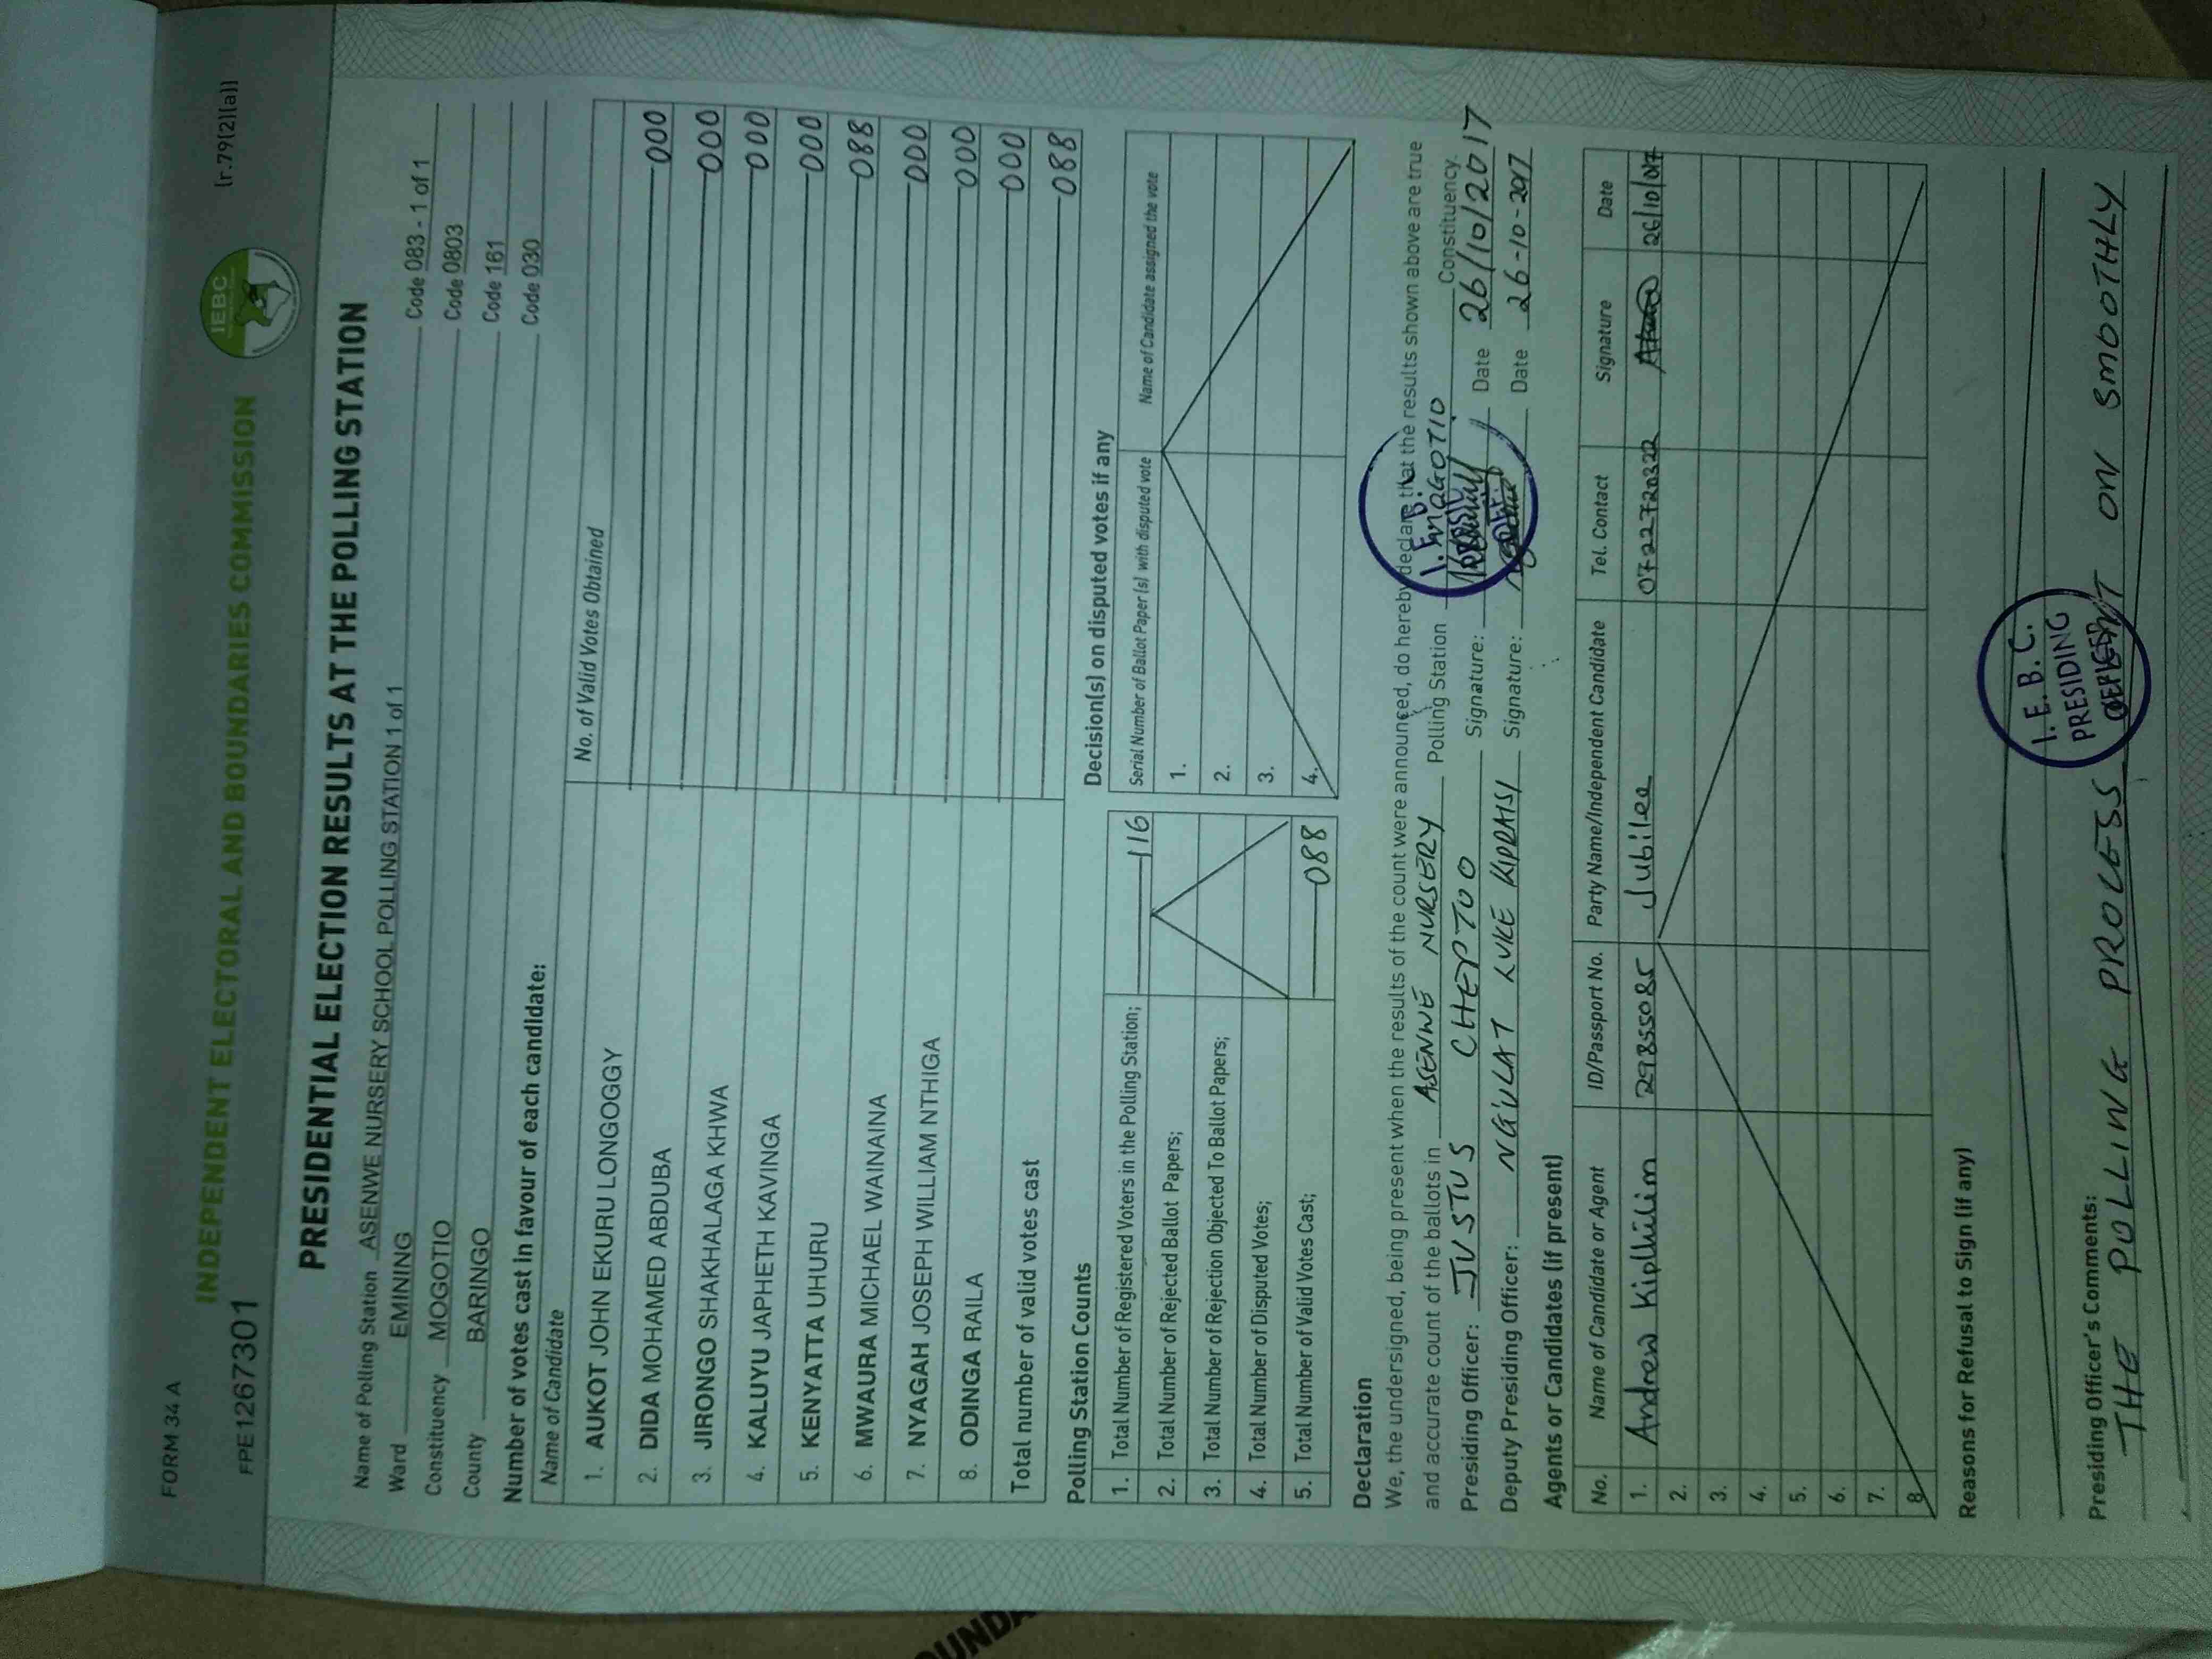 FORM 34 A
FPE 1267301
(r.79(2)(a))
INDEPENDENT ELECTORAL AND BOUNDARIES COMMISSION
IEBC
PRESIDENTIAL ELECTION RESULTS AT THE POLLING STATION
Name of Polling Station ASENWE NURSERY SCHOOL POLLING STATION 1 of 1 Code 083 - 1 of 1
Ward EMINING Code 0803
Constituency MOGOTIO Code 161
County BARINGO Code 030
Number of votes cast in favour of each candidate:
Name of Candidate No. of Valid Votes Obtained
1. AUKOT JOHN EKURU LONGOGGY 000
2. DIDA MOHAMED ABDUBA 000
3. JIRONGO SHAKHALAGA KHWA 000
4. KALUYU JAPHETH KAVINGA 000
5. KENYATTA UHURU 088
6. MWAURA MICHAEL WAINAINA 000
7. NYAGAH JOSEPH WILLIAM NTHIGA 000
8. ODINGA RAILA 000
Total number of valid votes cast 088
Polling Station Counts
1. Total Number of Registered Voters in the Polling Station; 116
2. Total Number of Rejected Ballot Papers;
3. Total Number of Rejection Objected To Ballot Papers;
4. Total Number of Disputed Votes;
5. Total Number of Valid Votes Cast; 088
Decision(s) on disputed votes if any
Serial Number of Ballot Paper (s) with disputed vote Name of Candidate assigned the vote
1.
2.
3.
4.
Declaration
We, the undersigned, being present when the results of the count were announced, do hereby declare that the results shown above are true
and accurate count of the ballots in ASENWE NURSERY Polling Station MOGOTIO Constituency.
Presiding Officer: JUSTUS CHEPTOO Signature: Date 26/10/2017
Deputy Presiding Officer: NGULAT LUKE KIPRAISI Signature: Date 26-10-2017
Agents or Candidates (if present)
No. Name of Candidate or Agent ID/Passport No. Party Name/Independent Candidate Tel. Contact Signature Date
1. Andrew Kiplimo 29855085 Jubilee 0722720322 26/10/017
2.
3.
4.
5.
6.
7.
8.
Reasons for Refusal to Sign (if any)
I. E. B. C.
PRESIDING
Presiding Officer's Comments:
THE POLLING PROCESS WENT ON SMOOTHLY